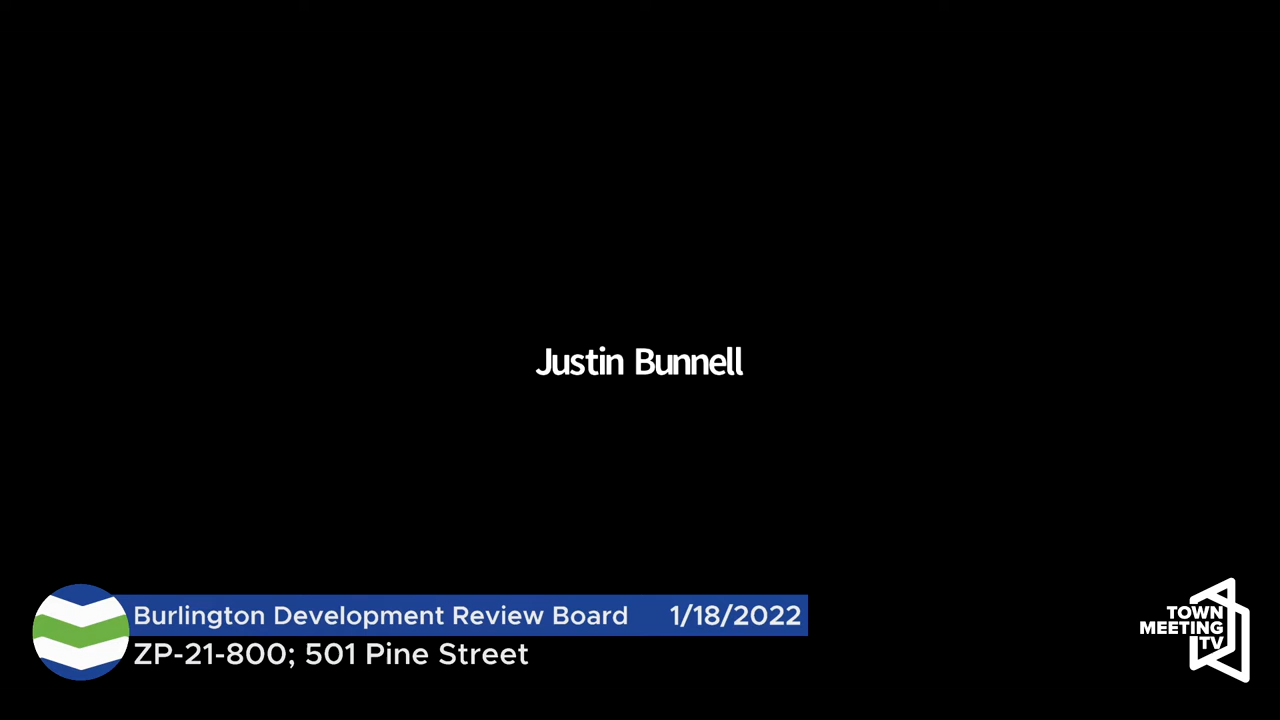 Justin Bunnell
Burlington Development Review Board 1/18/2022
ZP-21-800; 501 Pine Street
TOWN
MEETING
TV